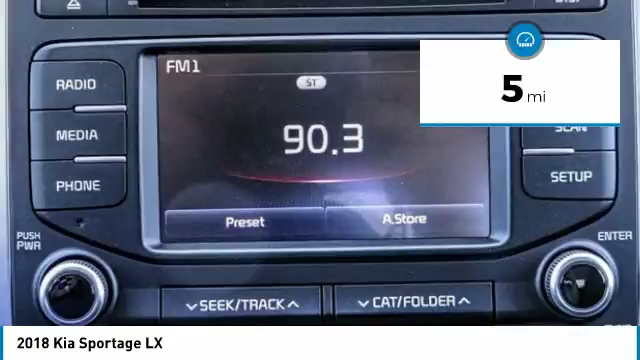 FM1
ST
90.3
Preset
A.Store
RADIO
MEDIA
PHONE
SCAN
SETUP
PUSH
PWR
ENTER
SEEK/TRACK
CAT/FOLDER
5 mi
2018 Kia Sportage LX